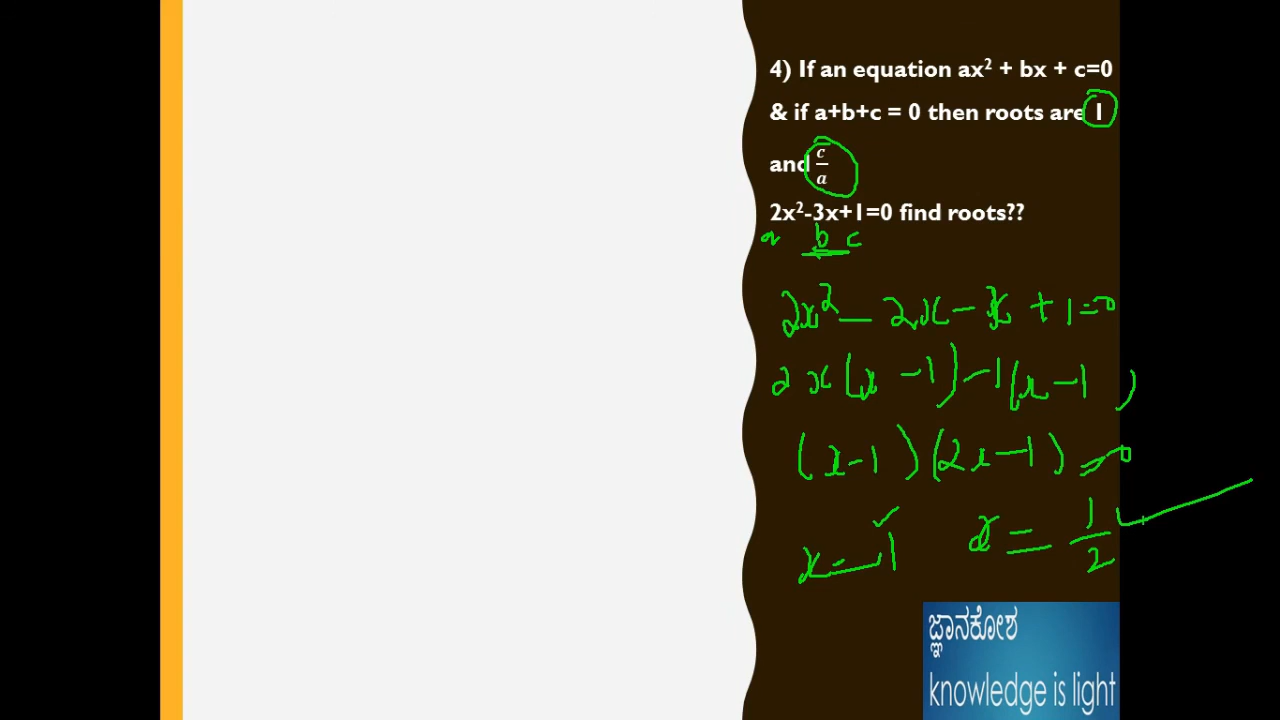 4) If an equation ax² + bx + c=0
& if a+b+c = 0 then roots are 1
and c/a
2x²-3x+1=0 find roots??
a b c
2x² - 2x - x + 1 = 0
2x(x - 1) - 1(x - 1)
(x - 1)(2x - 1) = 0
x = 1 x = 1/2
ಜ್ಞಾನಕೋಶ
knowledge is light